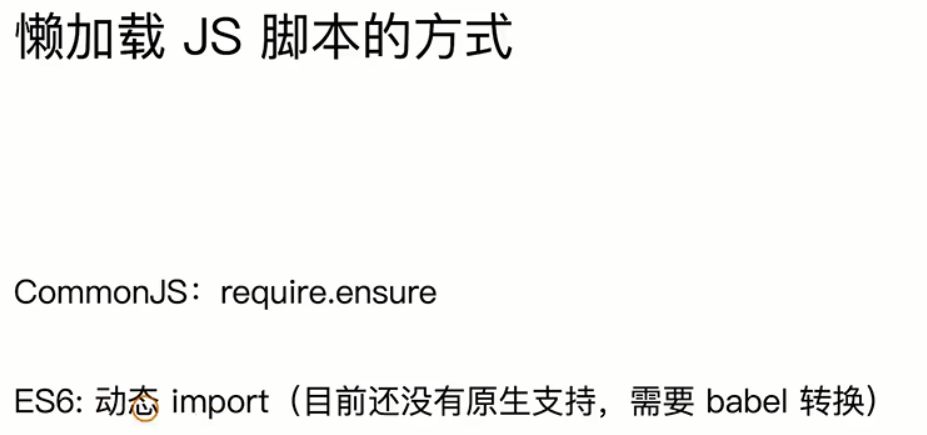 懒加载 JS 脚本的方式
CommonJS：require.ensure
ES6: 动态 import（目前还没有原生支持，需要 babel 转换）